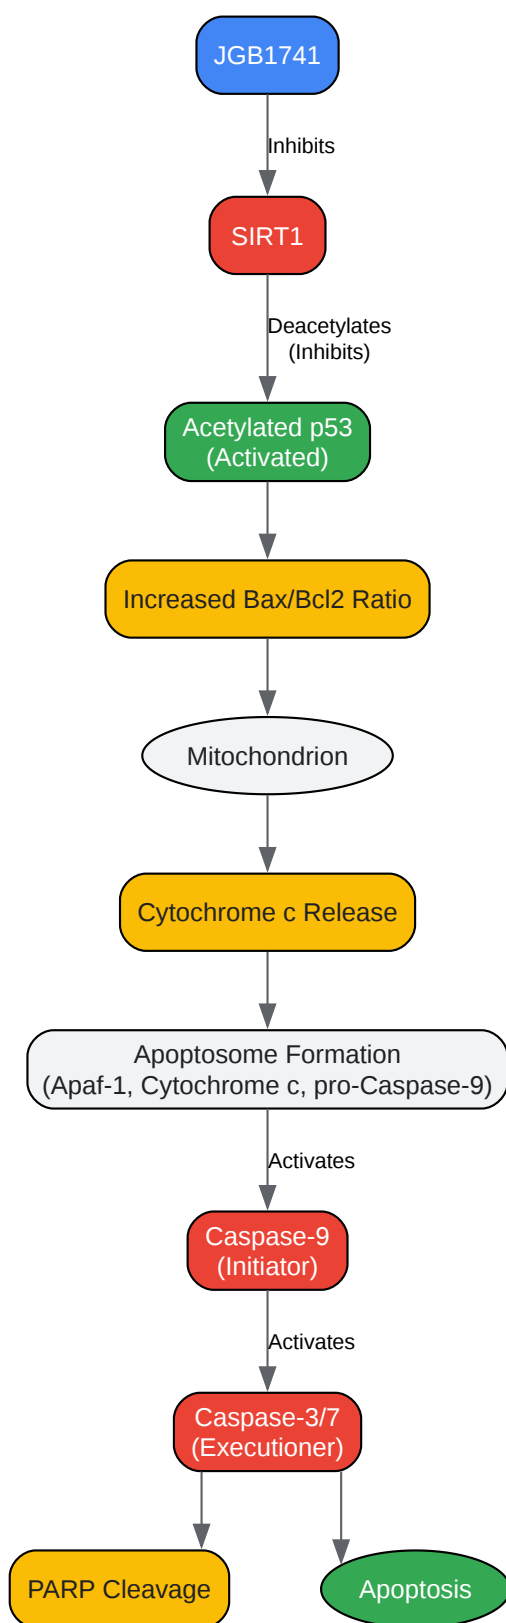 JGB1741
Inhibits
SIRT1
Deacetylates
(Inhibits)
Acetylated p53
(Activated)
Increased Bax/Bcl2 Ratio
Mitochondrion
Cytochrome c Release
Apoptosome Formation
(Apaf-1, Cytochrome c, pro-Caspase-9)
Activates
Caspase-9
(Initiator)
Activates
Caspase-3/7
(Executioner)
PARP Cleavage
Apoptosis